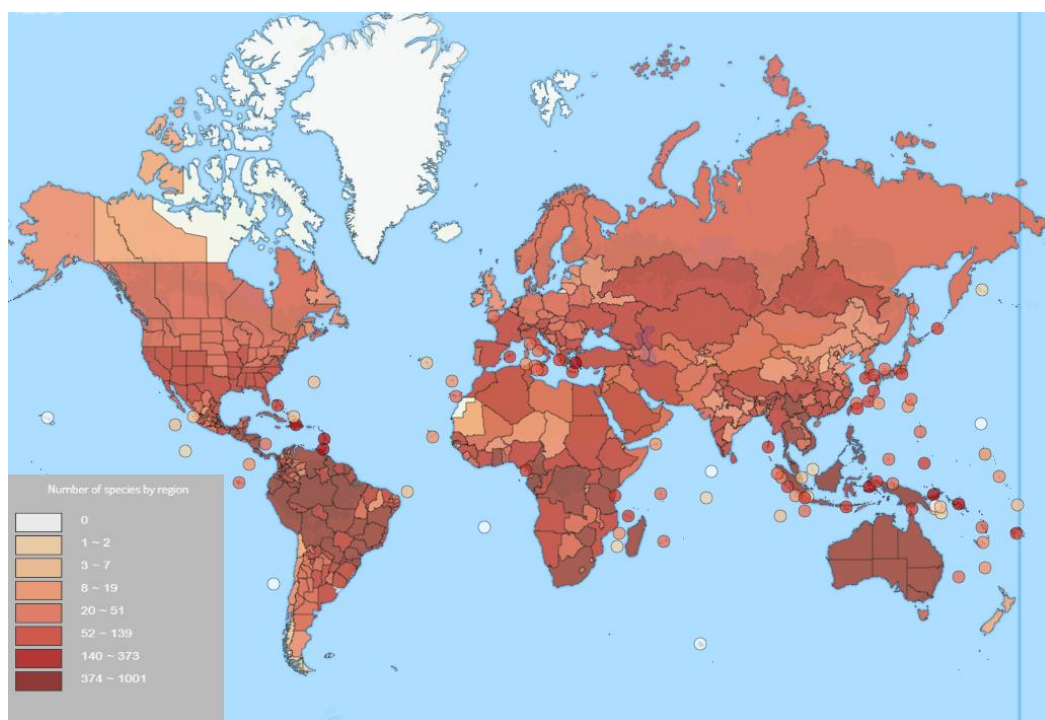 Number of species by region
0
1 ~ 2
3 ~ 7
8 ~ 19
20 ~ 51
52 ~ 139
140 ~ 373
374 ~ 1001